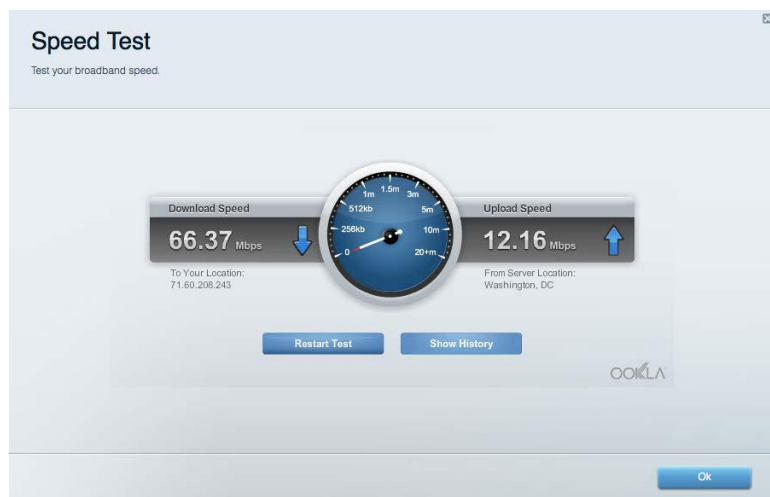 Speed Test
Test your broadband speed.
Download Speed
66.37 Mbps
To Your Location:
71.60.208.243
0
256kb
512kb
1m
1.5m
3m
5m
10m
20+m
Upload Speed
12.16 Mbps
From Server Location:
Washington, DC
Restart Test
Show History
OOKLA
Ok